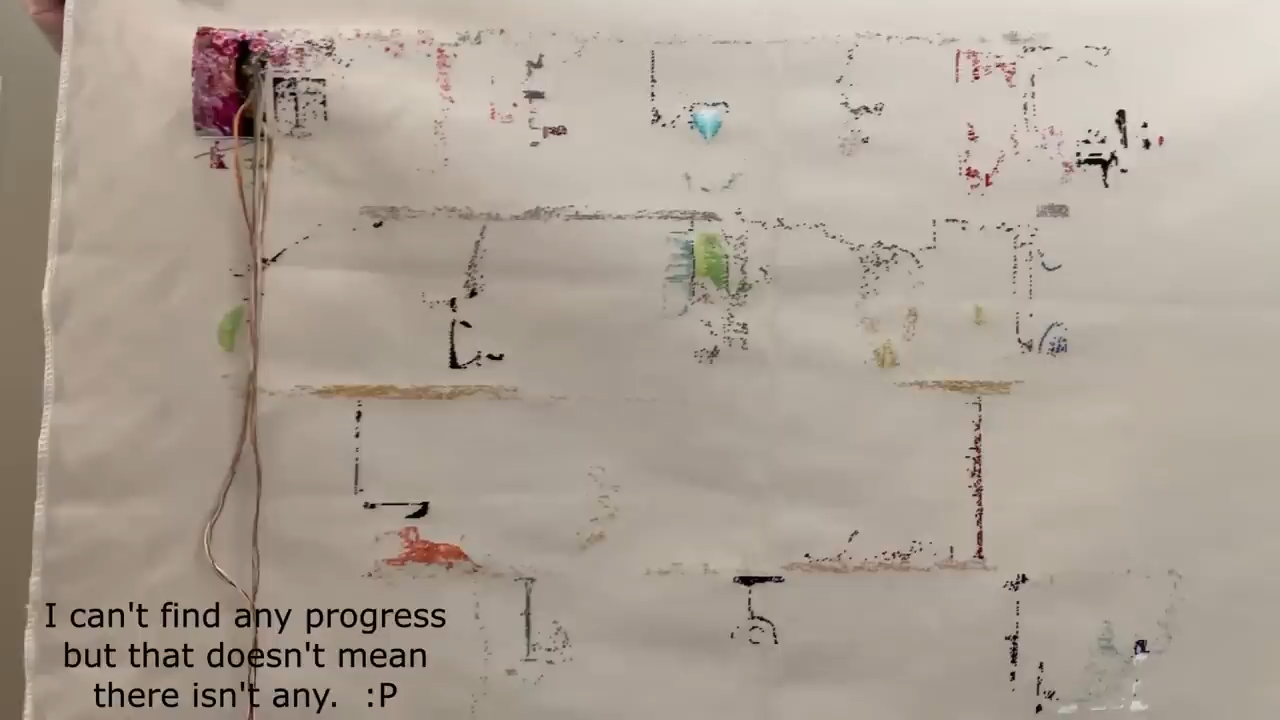 I can't find any progress
but that doesn't mean
there isn't any.  :P